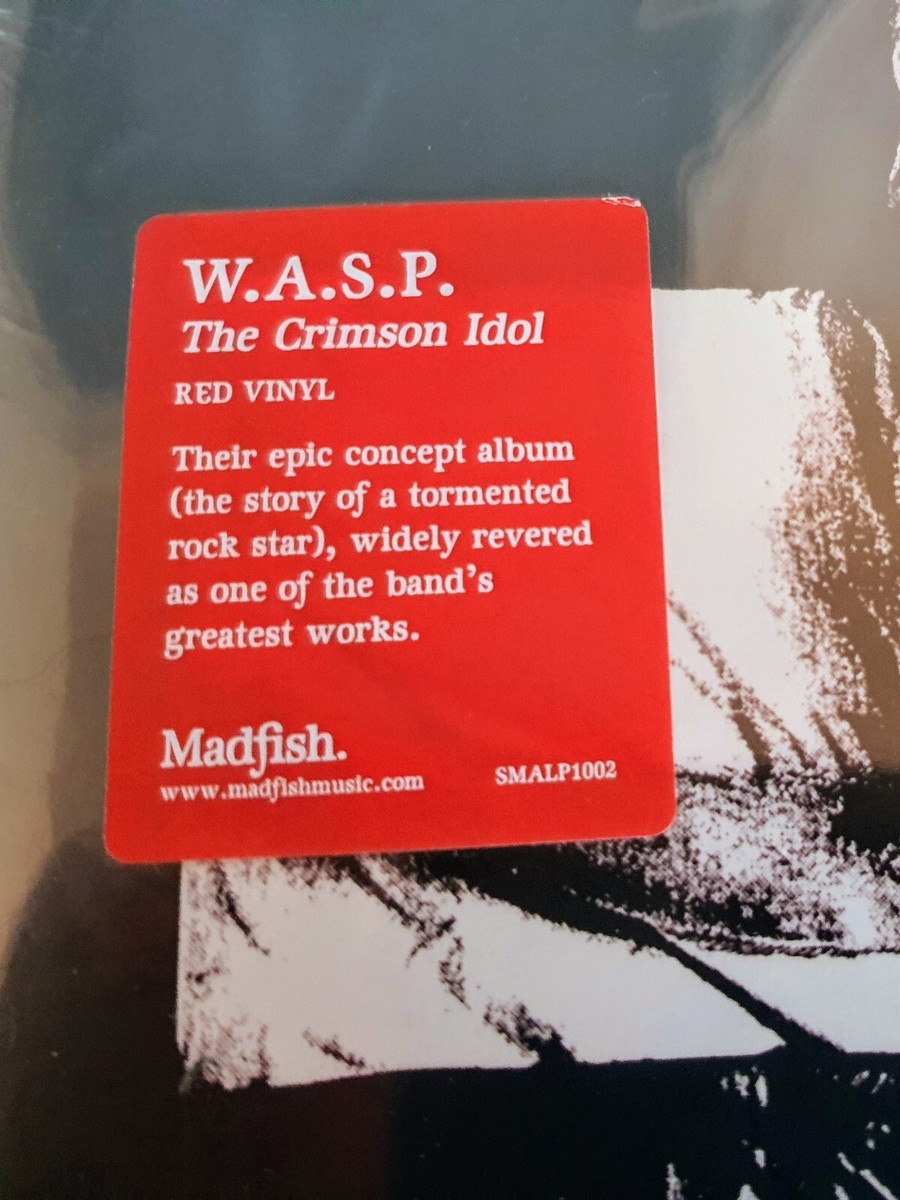 W.A.S.P.
The Crimson Idol
RED VINYL
Their epic concept album
(the story of a tormented
rock star), widely revered
as one of the band's
greatest works.
Madfish.
www.madfishmusic.com
SMALP1002